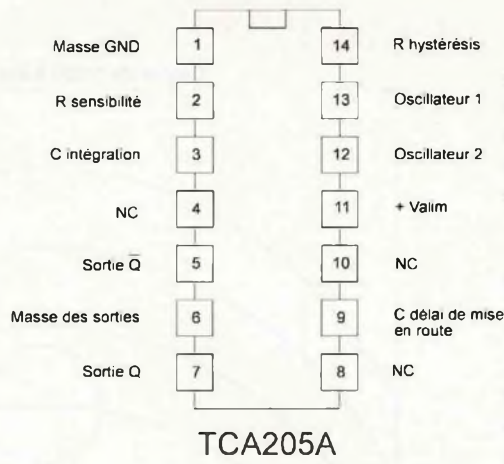 Masse GND 1 14 R hystérésis
R sensibilité 2 13 Oscillateur 1
C intégration 3 12 Oscillateur 2
NC 4 11 + Valim
Sortie Q̅ 5 10 NC
Masse des sorties 6 9 C délai de mise
en route
Sortie Q 7 8 NC
TCA205A